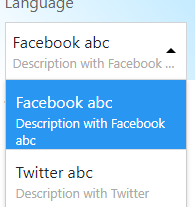 Language
Facebook abc
Description with Facebook ...
Facebook abc
Description with Facebook
abc
Twitter abc
Description with Twitter